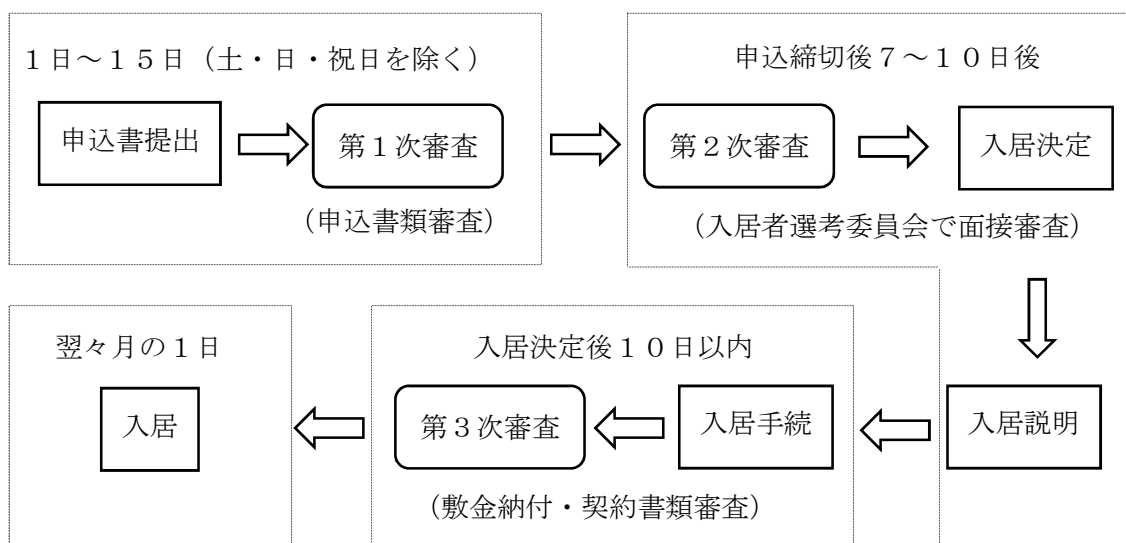 1日～15日（土・日・祝日を除く）
申込書提出
第1次審査
（申込書類審査）
申込締切後7～10日後
第2次審査
入居決定
（入居者選考委員会で面接審査）
入居説明
入居決定後10日以内
入居手続
第3次審査
（敷金納付・契約書類審査）
翌々月の1日
入居